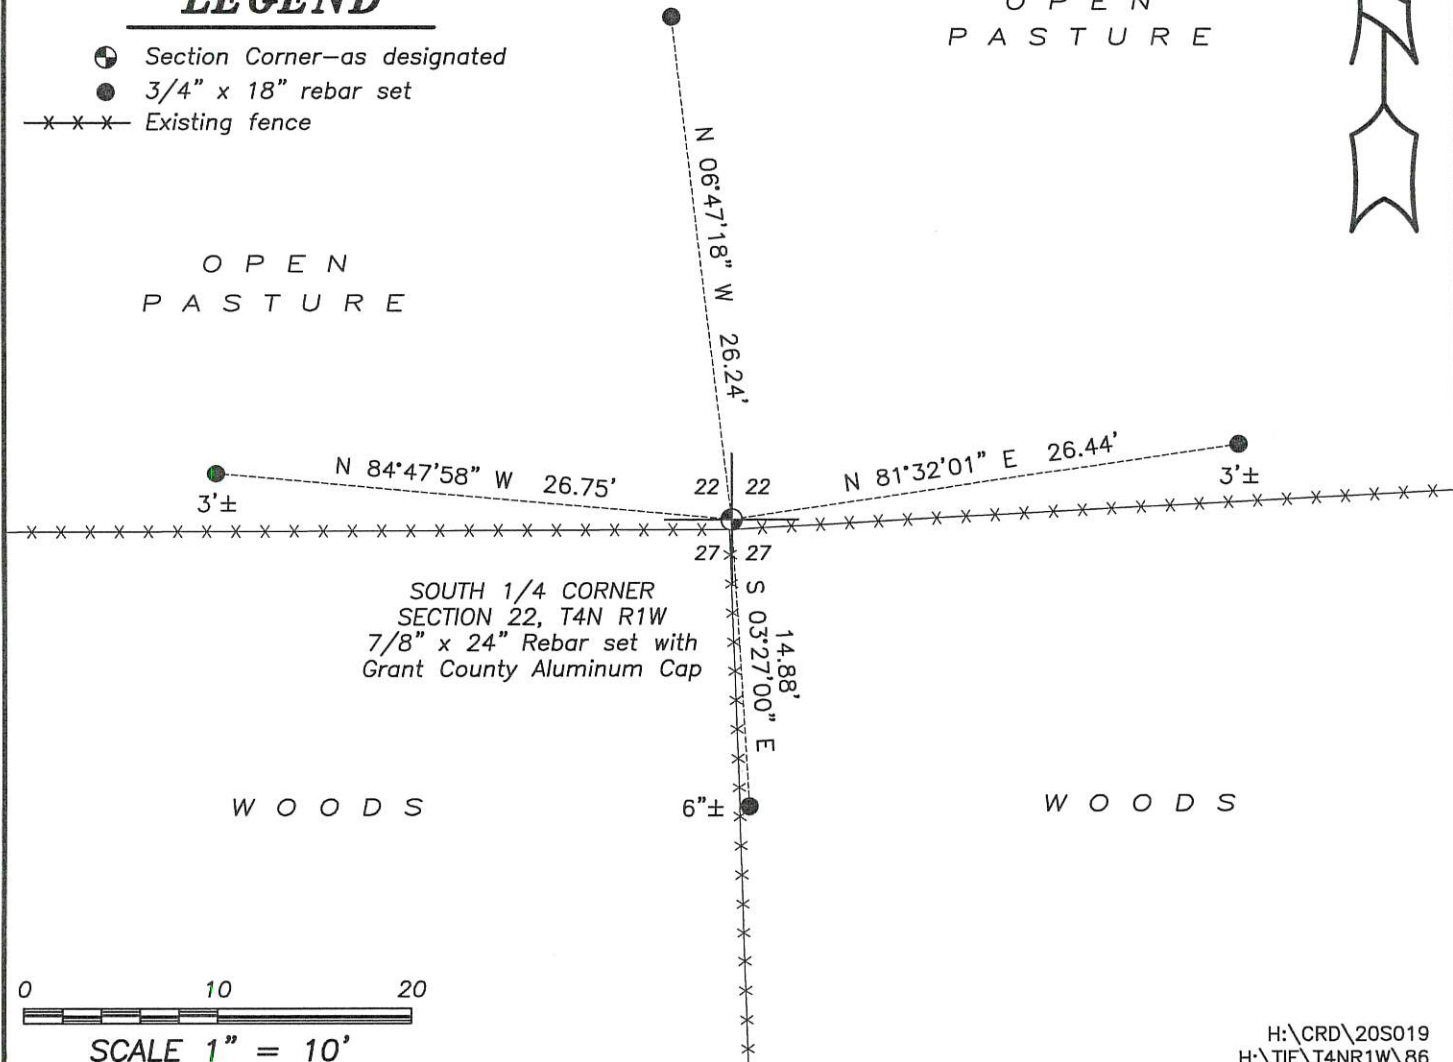 LEGEND
Section Corner—as designated
3/4" x 18" rebar set
Existing fence
OPEN
PASTURE
OPEN
PASTURE
N 06°47'18" W 26.24'
N 84°47'58" W 26.75'
3'±
N 81°32'01" E 26.44'
3'±
22 22
27 27
SOUTH 1/4 CORNER
SECTION 22, T4N R1W
7/8" x 24" Rebar set with
Grant County Aluminum Cap
S 03°27'00" E
14.88'
6"±
WOODS
WOODS
0 10 20
SCALE 1" = 10'
H:\CRD\20S019
H:\TIE\T4NR1W\86